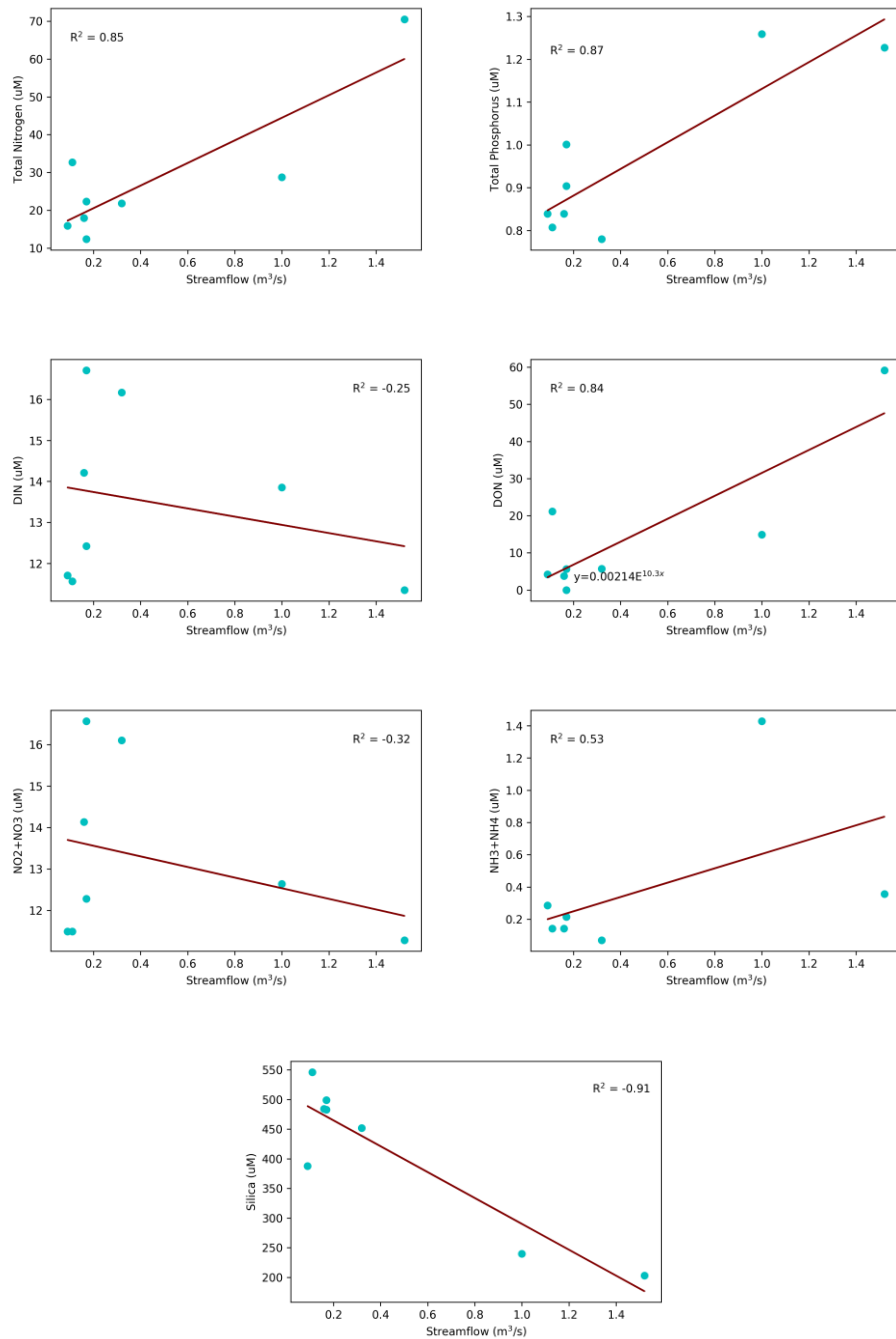 R² = 0.85
Total Nitrogen (uM)
70
60
50
40
30
20
10
0.2 0.4 0.6 0.8 1.0 1.2 1.4
Streamflow (m³/s)
R² = 0.87
Total Phosphorus (uM)
1.3
1.2
1.1
1.0
0.9
0.8
0.2 0.4 0.6 0.8 1.0 1.2 1.4
Streamflow (m³/s)
R² = -0.25
DIN (uM)
16
15
14
13
12
0.2 0.4 0.6 0.8 1.0 1.2 1.4
Streamflow (m³/s)
R² = 0.84
DON (uM)
60
50
40
30
20
10
0
y=0.00214E¹⁰·³ˣ
0.2 0.4 0.6 0.8 1.0 1.2 1.4
Streamflow (m³/s)
R² = -0.32
NO2+NO3 (uM)
16
15
14
13
12
0.2 0.4 0.6 0.8 1.0 1.2 1.4
Streamflow (m³/s)
R² = 0.53
NH3+NH4 (uM)
1.4
1.2
1.0
0.8
0.6
0.4
0.2
0.2 0.4 0.6 0.8 1.0 1.2 1.4
Streamflow (m³/s)
R² = -0.91
Silica (uM)
550
500
450
400
350
300
250
200
0.2 0.4 0.6 0.8 1.0 1.2 1.4
Streamflow (m³/s)